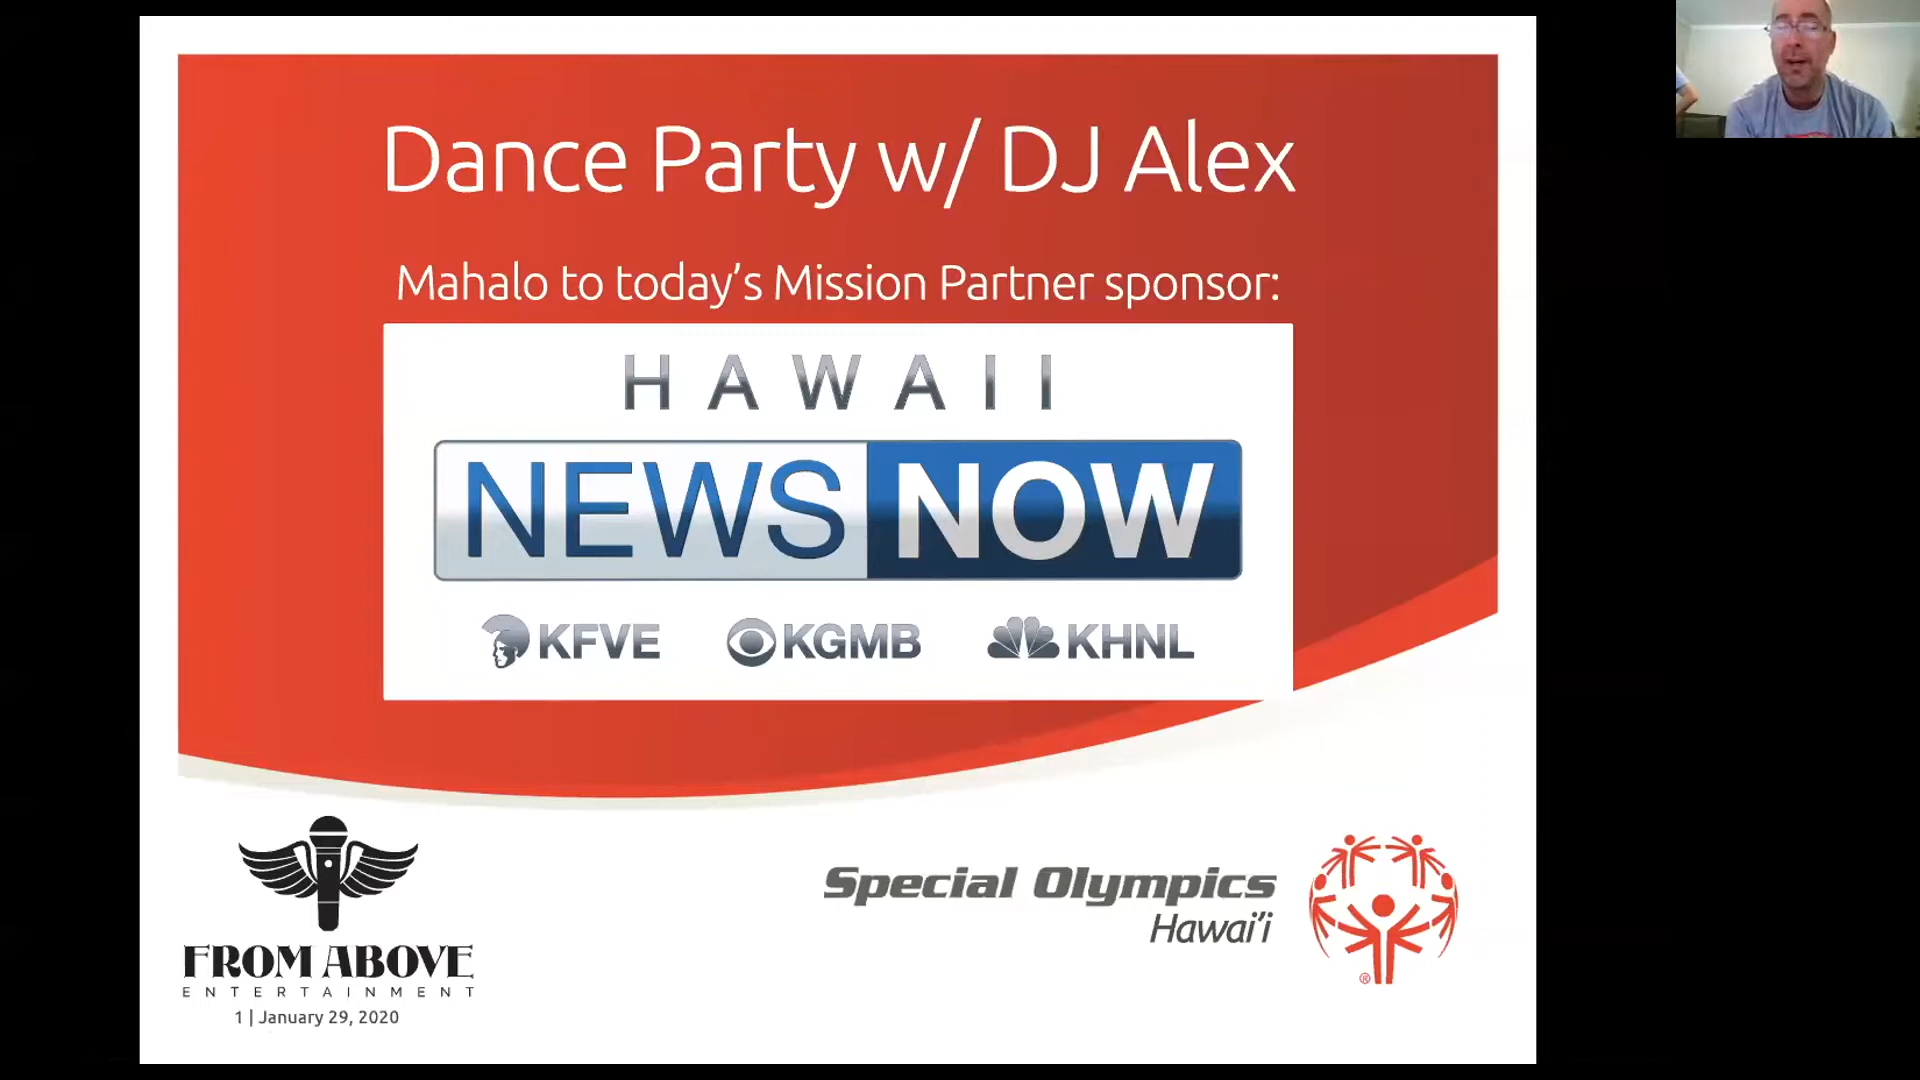 Dance Party w/ DJ Alex
Mahalo to today's Mission Partner sponsor:
HAWAII
NEWS NOW
KFVE KGMB KHNL
FROM ABOVE
ENTERTAINMENT
1 | January 29, 2020
Special Olympics
Hawai'i
®